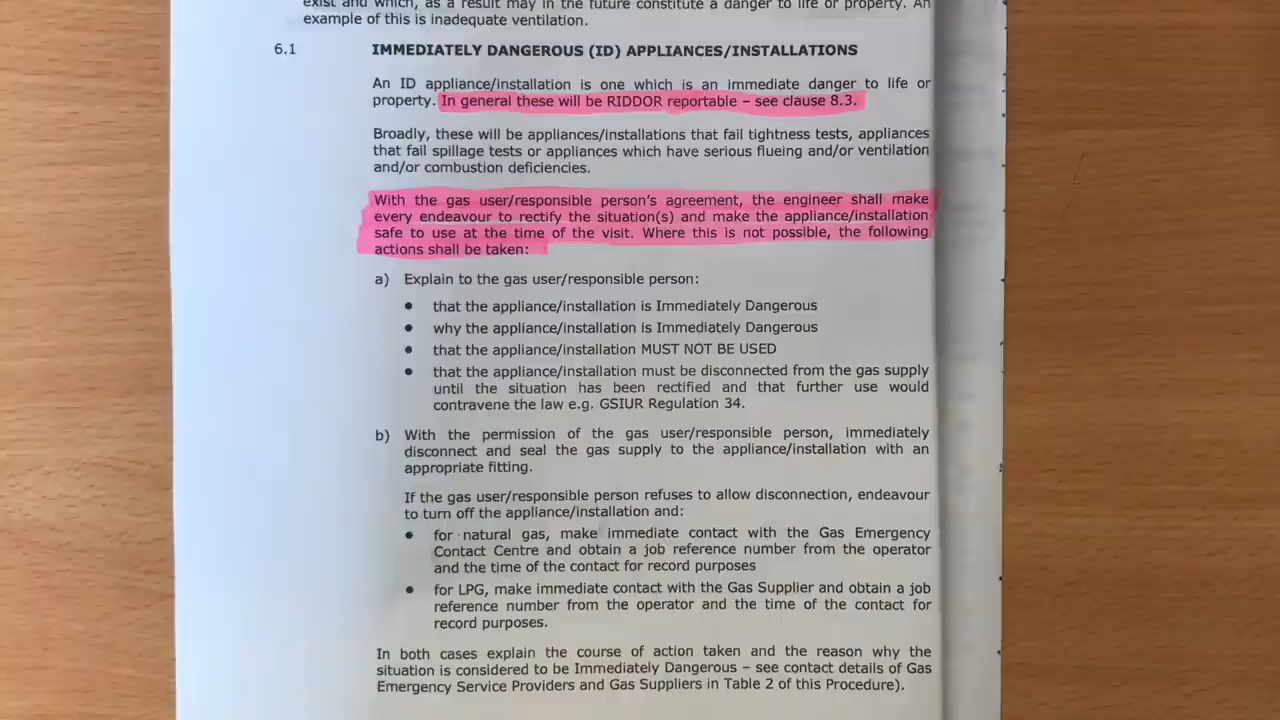 exist and which, as a result may in the future constitute a danger to life or property. An
example of this is inadequate ventilation.
6.1 IMMEDIATELY DANGEROUS (ID) APPLIANCES/INSTALLATIONS
An ID appliance/installation is one which is an immediate danger to life or
property. In general these will be RIDDOR reportable – see clause 8.3.
Broadly, these will be appliances/installations that fail tightness tests, appliances
that fail spillage tests or appliances which have serious flueing and/or ventilation
and/or combustion deficiencies.
With the gas user/responsible person's agreement, the engineer shall make
every endeavour to rectify the situation(s) and make the appliance/installation
safe to use at the time of the visit. Where this is not possible, the following
actions shall be taken:
a) Explain to the gas user/responsible person:
• that the appliance/installation is Immediately Dangerous
• why the appliance/installation is Immediately Dangerous
• that the appliance/installation MUST NOT BE USED
• that the appliance/installation must be disconnected from the gas supply
until the situation has been rectified and that further use would
contravene the law e.g. GSIUR Regulation 34.
b) With the permission of the gas user/responsible person, immediately
disconnect and seal the gas supply to the appliance/installation with an
appropriate fitting.
If the gas user/responsible person refuses to allow disconnection, endeavour
to turn off the appliance/installation and:
• for natural gas, make immediate contact with the Gas Emergency
Contact Centre and obtain a job reference number from the operator
and the time of the contact for record purposes
• for LPG, make immediate contact with the Gas Supplier and obtain a job
reference number from the operator and the time of the contact for
record purposes.
In both cases explain the course of action taken and the reason why the
situation is considered to be Immediately Dangerous – see contact details of Gas
Emergency Service Providers and Gas Suppliers in Table 2 of this Procedure).